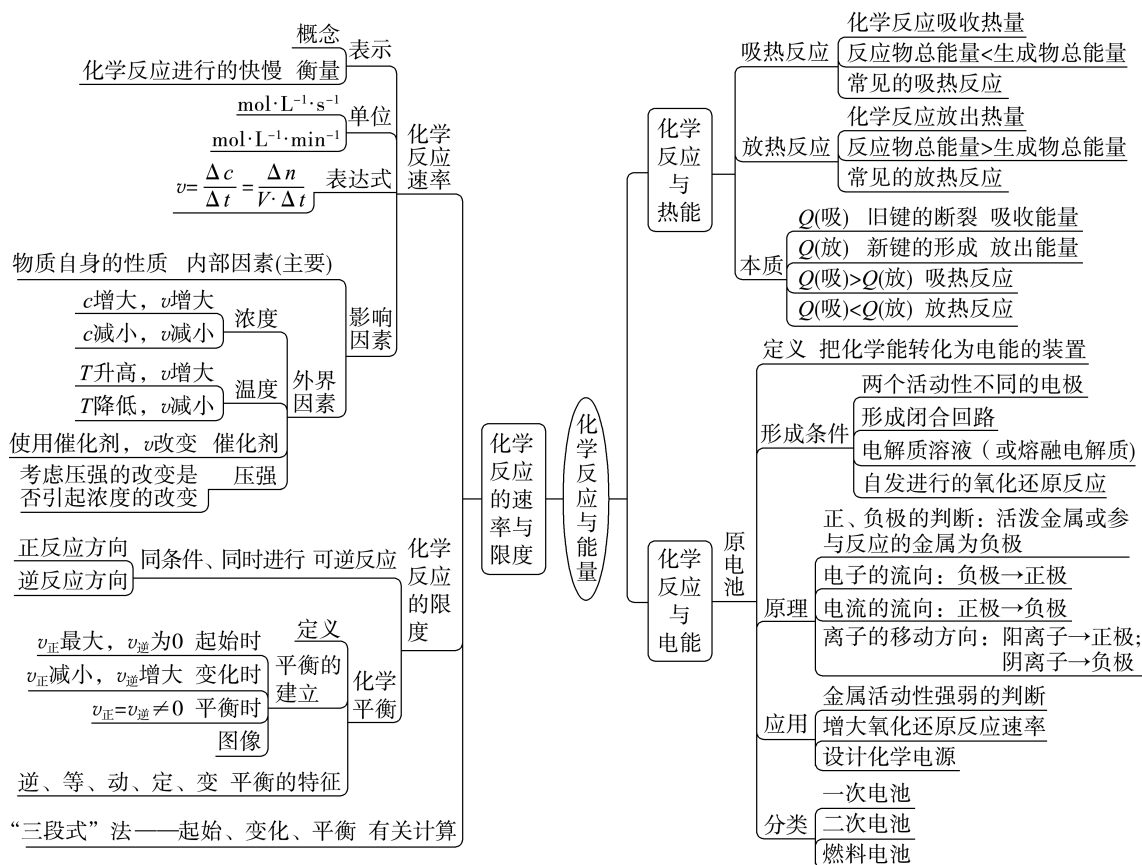 化学反应与能量
化学
反应
与
热能
吸热反应
化学反应吸收热量
反应物总能量<生成物总能量
常见的吸热反应
放热反应
化学反应放出热量
反应物总能量>生成物总能量
常见的放热反应
本质
Q(吸) 旧键的断裂 吸收能量
Q(放) 新键的形成 放出能量
Q(吸)>Q(放) 吸热反应
Q(吸)<Q(放) 放热反应
化学
反应
与
电能
原电池
定义 把化学能转化为电能的装置
形成条件
两个活动性不同的电极
形成闭合回路
电解质溶液（或熔融电解质)
自发进行的氧化还原反应
原理
正、负极的判断：活泼金属或参
与反应的金属为负极
电子的流向：负极→正极
电流的流向：正极→负极
离子的移动方向：阳离子→正极;
阴离子→负极
应用
金属活动性强弱的判断
增大氧化还原反应速率
设计化学电源
分类
一次电池
二次电池
燃料电池
化学
反应
的速
率与
限度
化学
反应
速率
表示
概念
化学反应进行的快慢 衡量
单位
mol·L⁻¹·s⁻¹
mol·L⁻¹·min⁻¹
表达式
v=Δc/Δt=Δn/V·Δt
影响
因素
物质自身的性质 内部因素(主要)
外界
因素
浓度
c增大，v增大
c减小，v减小
温度
T升高，v增大
T降低，v减小
使用催化剂，v改变 催化剂
压强
考虑压强的改变是
否引起浓度的改变
化学
反应
的限
度
同条件、同时进行 可逆反应
正反应方向
逆反应方向
化学
平衡
定义
平衡的
建立
v正最大，v逆为0 起始时
v正减小，v逆增大 变化时
v正=v逆≠0 平衡时
图像
逆、等、动、定、变 平衡的特征
“三段式”法——起始、变化、平衡 有关计算